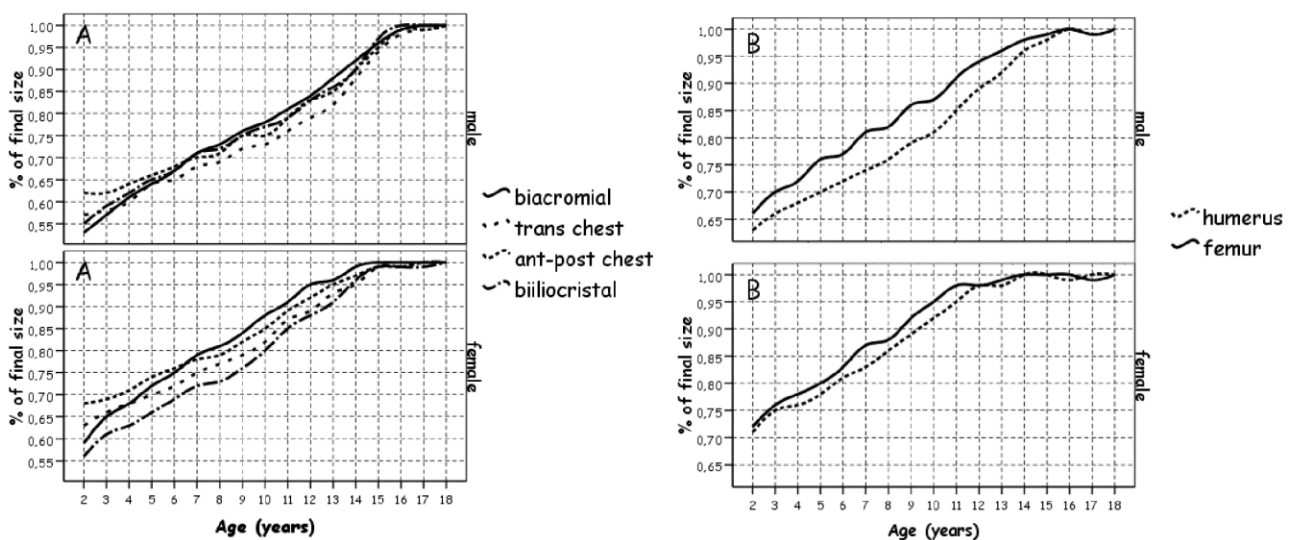 A
1,00
0,95
0,90
0,85
0,80
0,75
0,70
0,65
0,60
0,55
% of final size
male
A
1,00
0,95
0,90
0,85
0,80
0,75
0,70
0,65
0,60
0,55
% of final size
female
2 3 4 5 6 7 8 9 10 11 12 13 14 15 16 17 18
Age (years)
biacromial
trans chest
ant-post chest
biiliocristal
B
1,00
0,95
0,90
0,85
0,80
0,75
0,70
0,65
% of final size
male
B
1,00
0,95
0,90
0,85
0,80
0,75
0,70
0,65
% of final size
female
2 3 4 5 6 7 8 9 10 11 12 13 14 15 16 17 18
Age (years)
humerus
femur